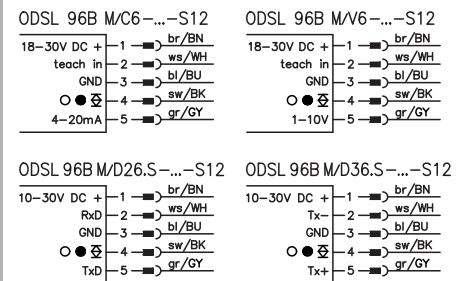 ODSL 96B M/C6-...-S12
18-30V DC + 1 br/BN
teach in 2 ws/WH
GND 3 bl/BU
4 sw/BK
4-20mA 5 gr/GY
ODSL 96B M/V6-...-S12
18-30V DC + 1 br/BN
teach in 2 ws/WH
GND 3 bl/BU
4 sw/BK
1-10V 5 gr/GY
ODSL 96B M/D26.S-...-S12
10-30V DC + 1 br/BN
RxD 2 ws/WH
GND 3 bl/BU
4 sw/BK
TxD 5 gr/GY
ODSL 96B M/D36.S-...-S12
10-30V DC + 1 br/BN
Tx- 2 ws/WH
GND 3 bl/BU
4 sw/BK
Tx+ 5 gr/GY